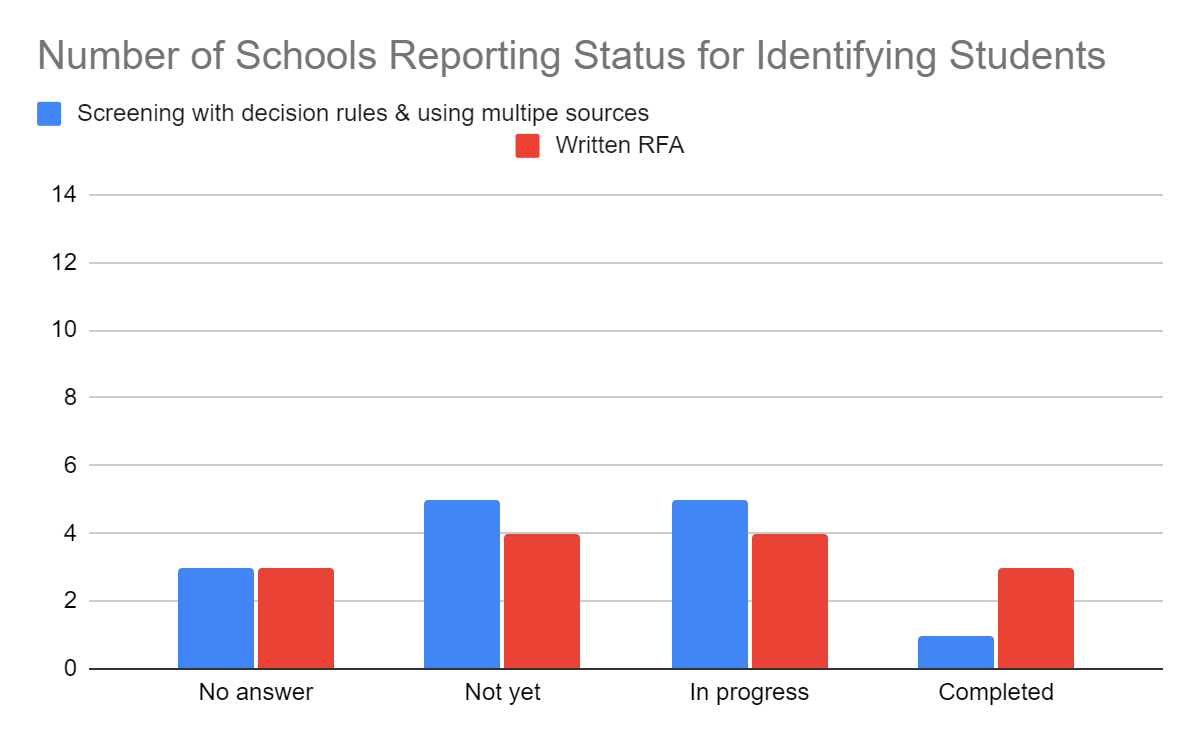 Number of Schools Reporting Status for Identifying Students
Screening with decision rules & using multipe sources
Written RFA
14
12
10
8
6
4
2
0
No answer Not yet In progress Completed